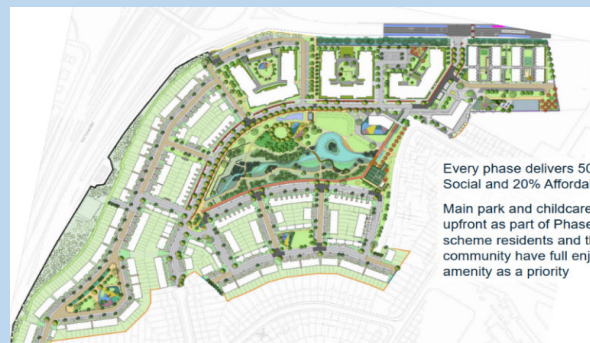 Every phase delivers 50
Social and 20% Affordal
Main park and childcare
upfront as part of Phase
scheme residents and th
community have full enj
amenity as a priority